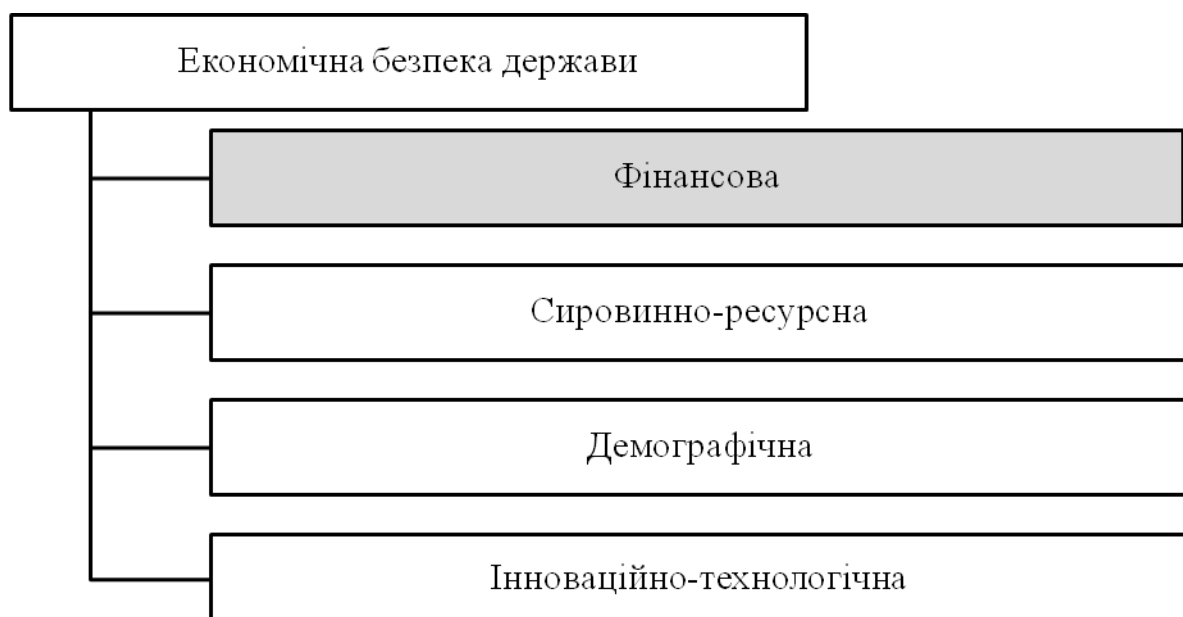 Економічна безпека держави
Фінансова
Сировинно-ресурсна
Демографічна
Інноваційно-технологічна